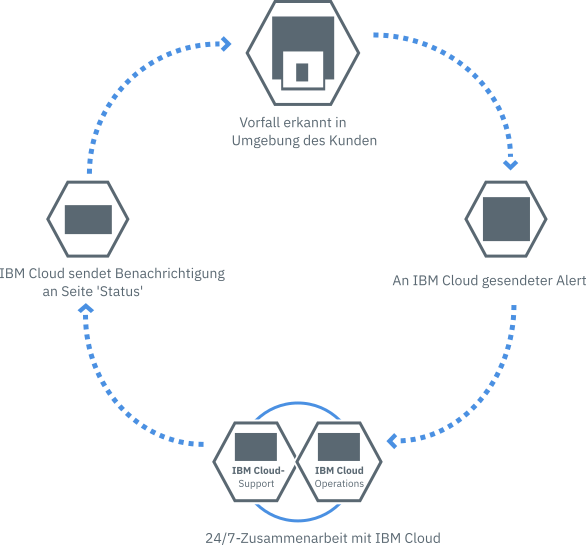 Vorfall erkannt in
Umgebung des Kunden
An IBM Cloud gesendeter Alert
IBM Cloud sendet Benachrichtigung
an Seite 'Status'
IBM Cloud-
Support
IBM Cloud
Operations
24/7-Zusammenarbeit mit IBM Cloud